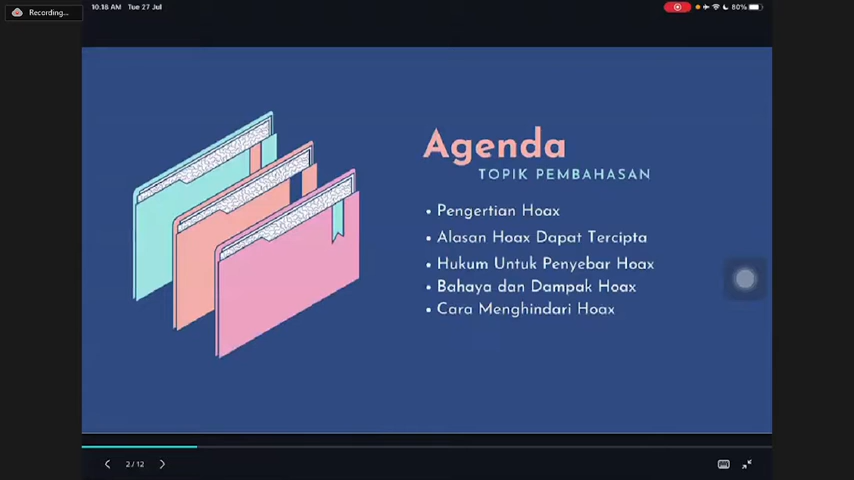 Recording...
10.18 AM Tue 27 Jul
80%
Agenda
TOPIK PEMBAHASAN
• Pengertian Hoax
• Alasan Hoax Dapat Tercipta
• Hukum Untuk Penyebar Hoax
• Bahaya dan Dampak Hoax
• Cara Menghindari Hoax
2/12